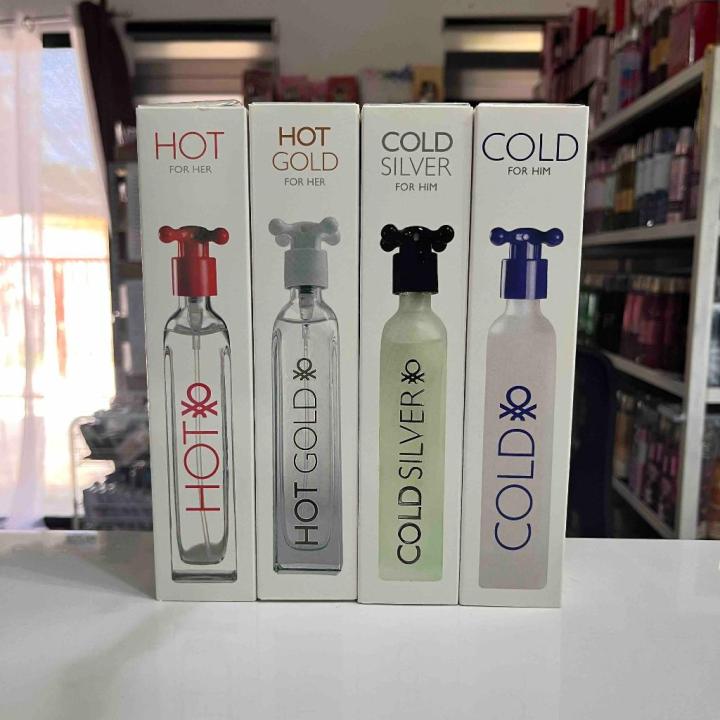 HOT
FOR HER
HOT
HOT
GOLD
FOR HER
HOT GOLD
COLD
SILVER
FOR HIM
COLD SILVER
COLD
FOR HIM
COLD